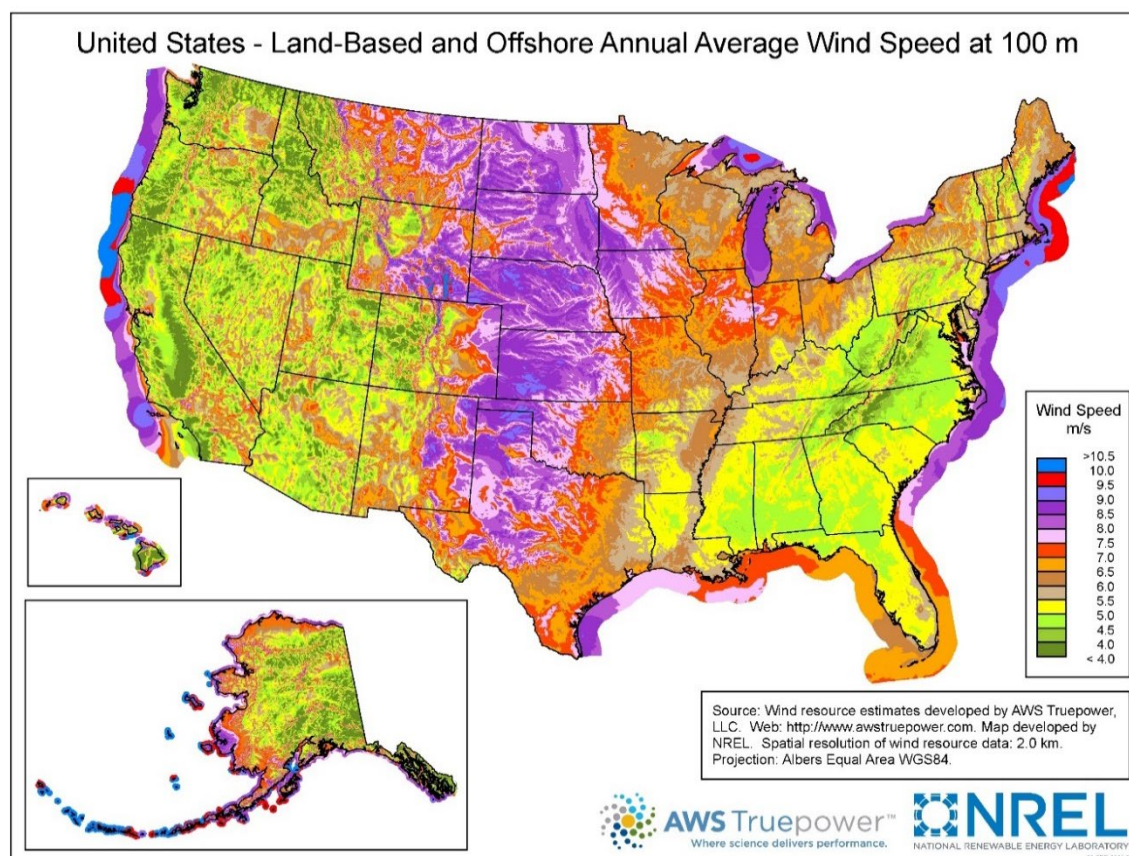 United States - Land-Based and Offshore Annual Average Wind Speed at 100 m
Wind Speed
m/s
>10.5
10.0
9.5
9.0
8.5
8.0
7.5
7.0
6.5
6.0
5.5
5.0
4.5
4.0
< 4.0
Source: Wind resource estimates developed by AWS Truepower,
LLC. Web: http://www.awstruepower.com. Map developed by
NREL. Spatial resolution of wind resource data: 2.0 km.
Projection: Albers Equal Area WGS84.
AWS Truepower™
Where science delivers performance.
NREL
NATIONAL RENEWABLE ENERGY LABORATORY